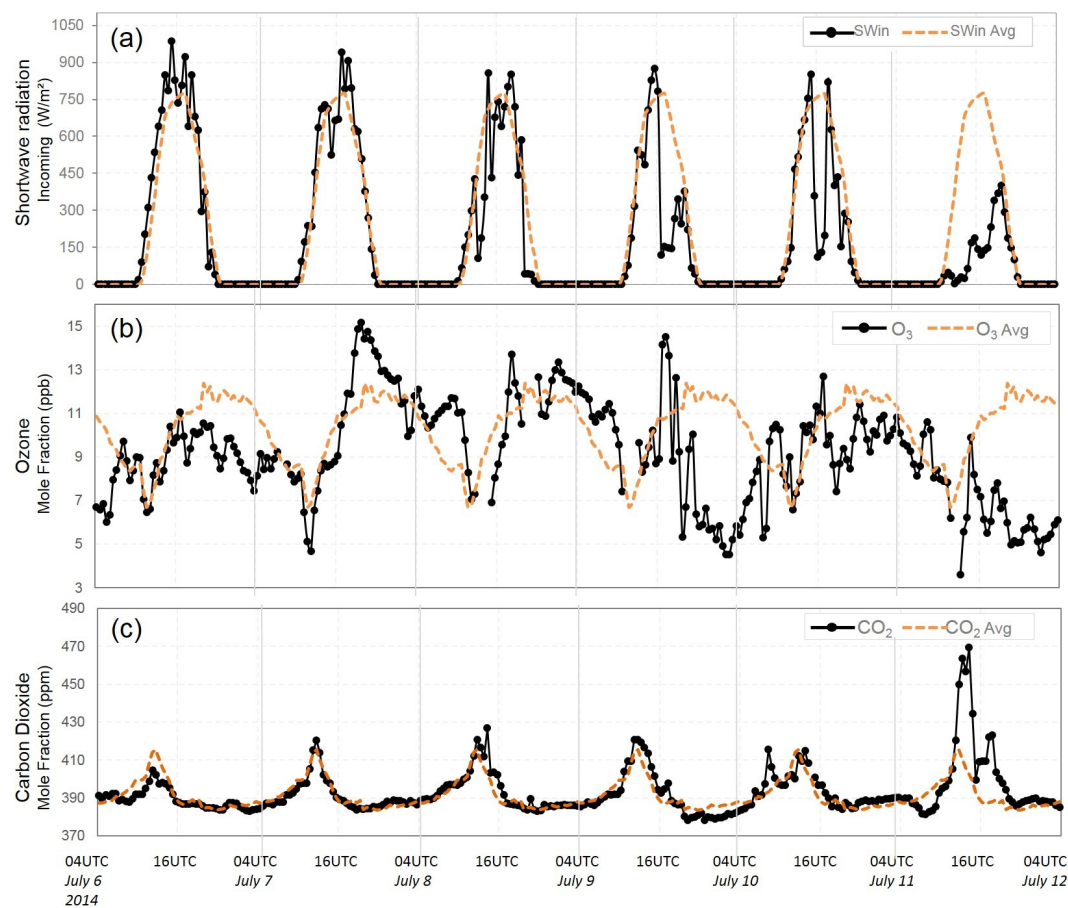 (a)
SWin
SWin Avg
Shortwave radiation
Incoming (W/m²)
1050
900
750
600
450
300
150
0
(b)
O₃
O₃ Avg
Ozone
Mole Fraction (ppb)
15
13
11
9
7
5
3
(c)
CO₂
CO₂ Avg
Carbon Dioxide
Mole Fraction (ppm)
490
470
450
430
410
390
370
04UTC 16UTC 04UTC 16UTC 04UTC 16UTC 04UTC 16UTC 04UTC 16UTC 04UTC 16UTC 04UTC
July 6 July 7 July 8 July 9 July 10 July 11 July 12
2014